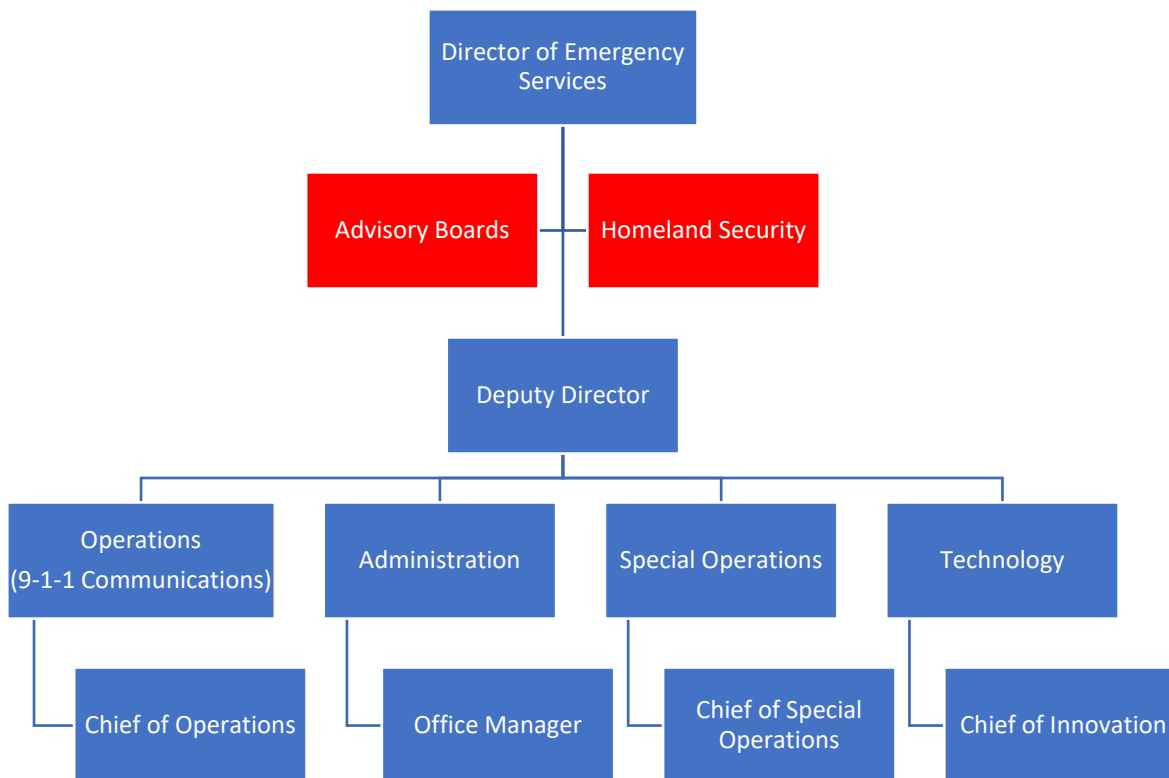 Director of Emergency
Services
Advisory Boards
Homeland Security
Deputy Director
Operations
(9-1-1 Communications)
Administration
Special Operations
Technology
Chief of Operations
Office Manager
Chief of Special
Operations
Chief of Innovation